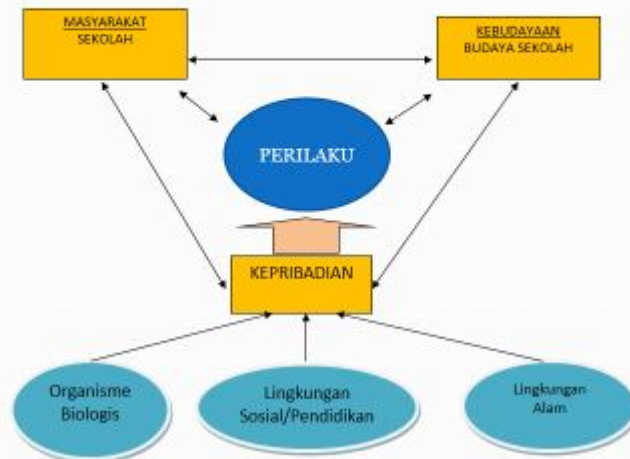 MASYARAKAT
SEKOLAH
KEBUDAYAAN
BUDAYA SEKOLAH
PERILAKU
KEPRIBADIAN
Organisme
Biologis
Lingkungan
Sosial/Pendidikan
Lingkungan
Alam